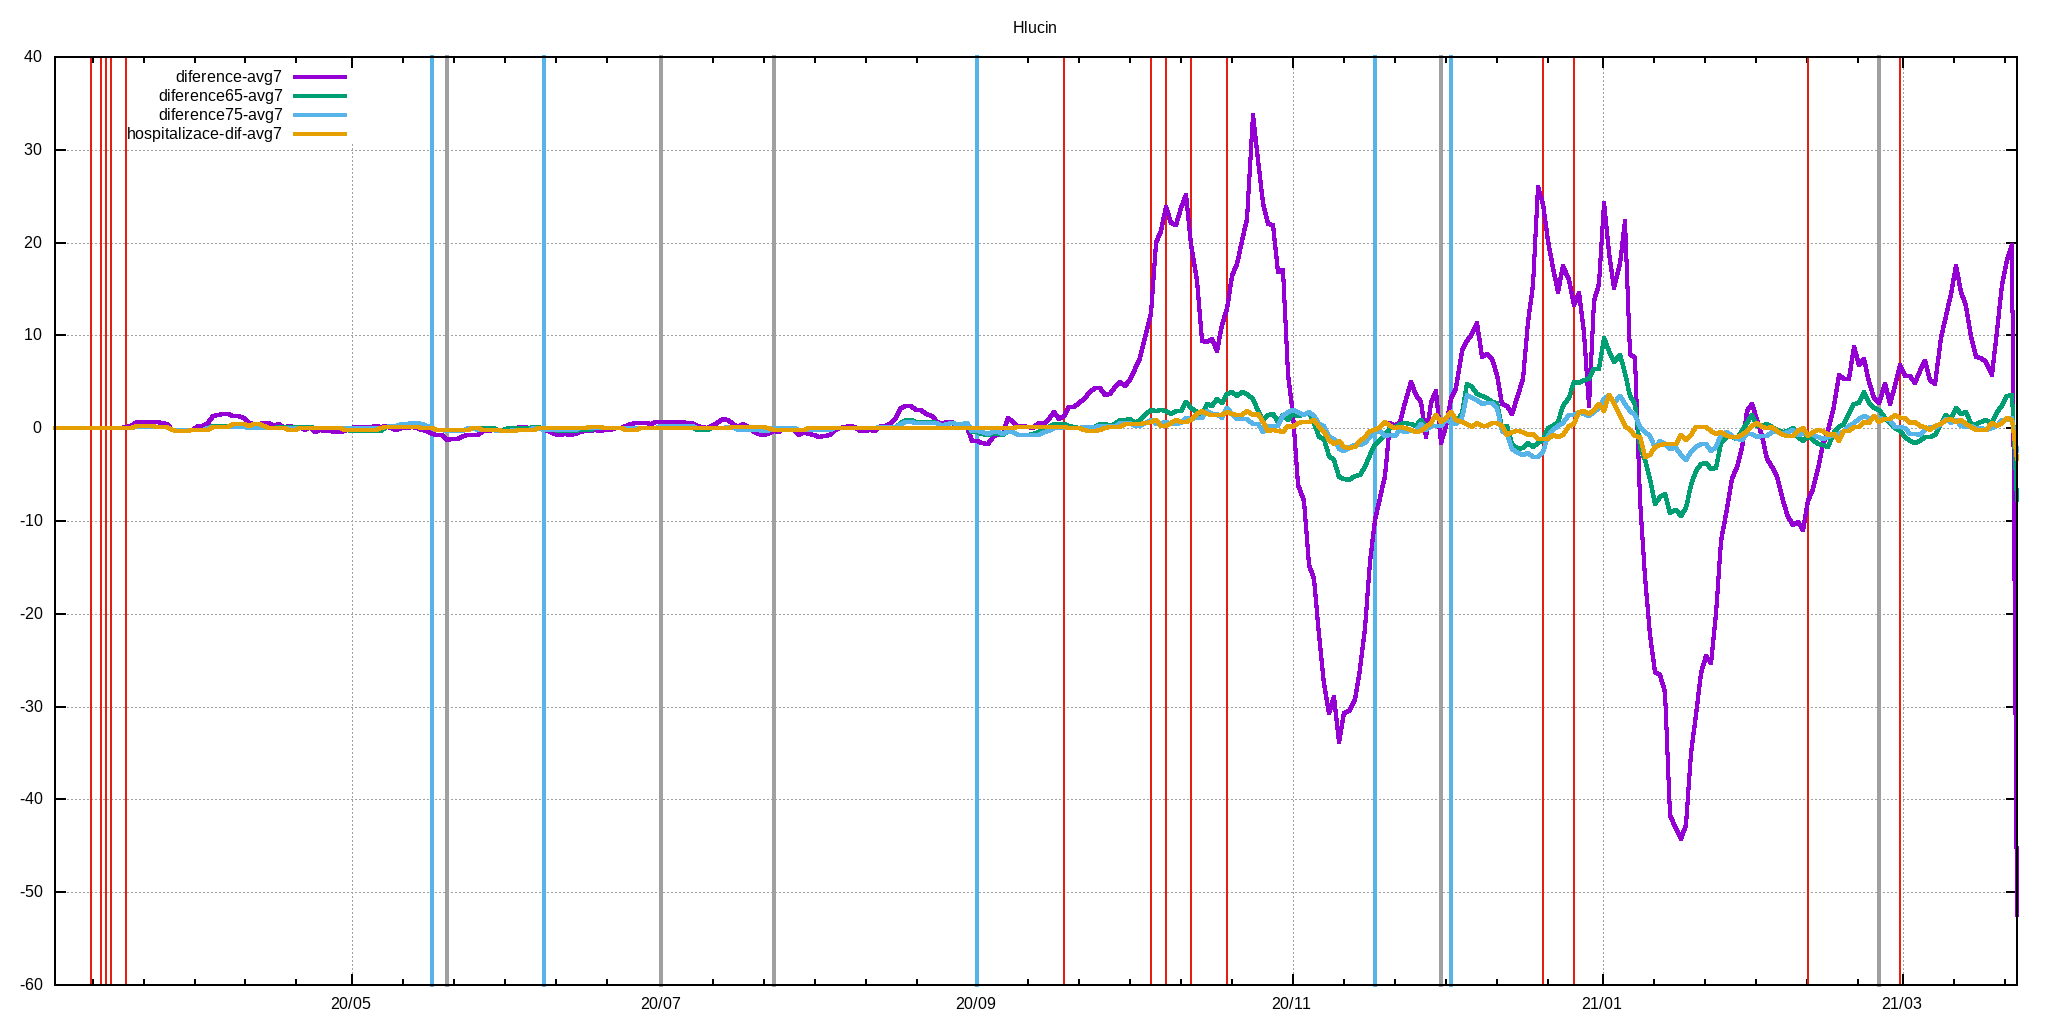 Hlucin
40
30
20
10
0
-10
-20
-30
-40
-50
-60
diference-avg7
diference65-avg7
diference75-avg7
hospitalizace-dif-avg7
20/05 20/07 20/09 20/11 21/01 21/03